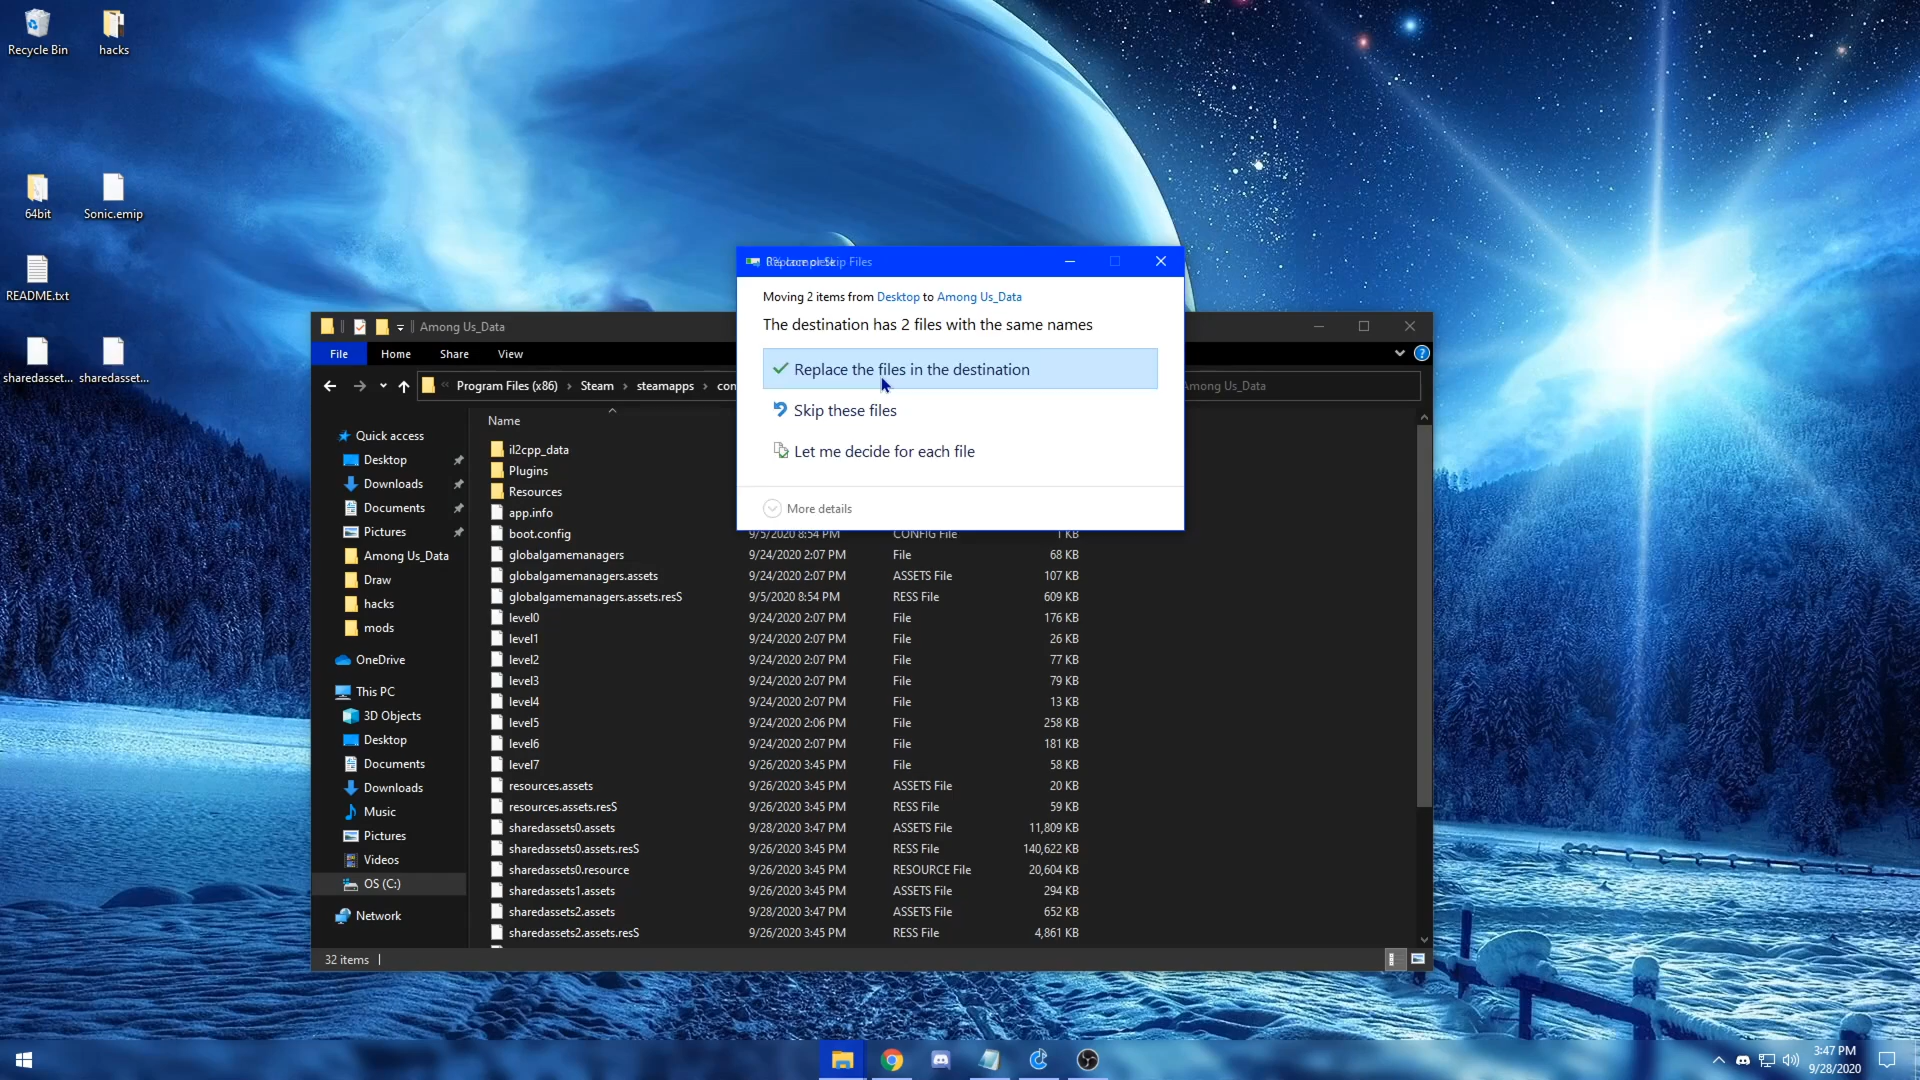 Recycle Bin
hacks
64bit
Sonic.emip
README.txt
sharedasset...
sharedasset...
Skip Files
Moving 2 items from Desktop to Among Us_Data
The destination has 2 files with the same names
Replace the files in the destination
Skip these files
Let me decide for each file
More details
Among Us_Data
File Home Share View
Program Files (x86) Steam steamapps con
Among Us_Data
Name
Quick access
Desktop
Downloads
Documents
Pictures
Among Us_Data
Draw
hacks
mods
OneDrive
This PC
3D Objects
Desktop
Documents
Downloads
Music
Pictures
Videos
OS (C:)
Network
il2cpp_data
Plugins
Resources
app.info
boot.config 9/5/2020 8:54 PM CONFIG File 1 KB
globalgamemanagers 9/24/2020 2:07 PM File 68 KB
globalgamemanagers.assets 9/24/2020 2:07 PM ASSETS File 107 KB
globalgamemanagers.assets.resS 9/5/2020 8:54 PM RESS File 609 KB
level0 9/24/2020 2:07 PM File 176 KB
level1 9/24/2020 2:07 PM File 26 KB
level2 9/24/2020 2:07 PM File 77 KB
level3 9/24/2020 2:07 PM File 79 KB
level4 9/24/2020 2:07 PM File 13 KB
level5 9/24/2020 2:06 PM File 258 KB
level6 9/24/2020 2:07 PM File 181 KB
level7 9/26/2020 3:45 PM File 58 KB
resources.assets 9/26/2020 3:45 PM ASSETS File 20 KB
resources.assets.resS 9/26/2020 3:45 PM RESS File 59 KB
sharedassets0.assets 9/28/2020 3:47 PM ASSETS File 11,809 KB
sharedassets0.assets.resS 9/26/2020 3:45 PM RESS File 140,622 KB
sharedassets0.resource 9/26/2020 3:45 PM RESOURCE File 20,604 KB
sharedassets1.assets 9/26/2020 3:45 PM ASSETS File 294 KB
sharedassets2.assets 9/28/2020 3:47 PM ASSETS File 652 KB
sharedassets2.assets.resS 9/26/2020 3:45 PM RESS File 4,861 KB
32 items
3:47 PM
9/28/2020